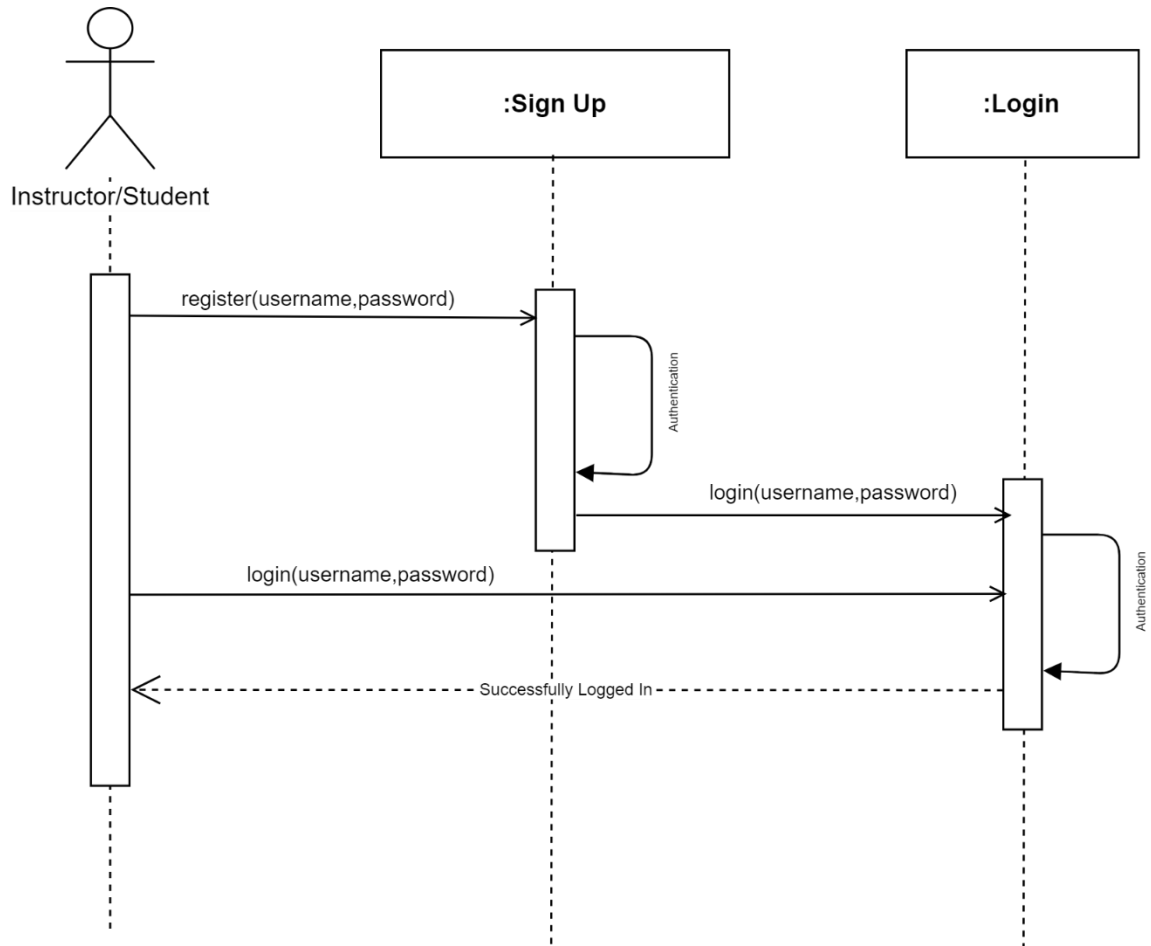 :Sign Up
:Login
Instructor/Student
register(username,password)
Authentication
login(username,password)
login(username,password)
Authentication
Successfully Logged In